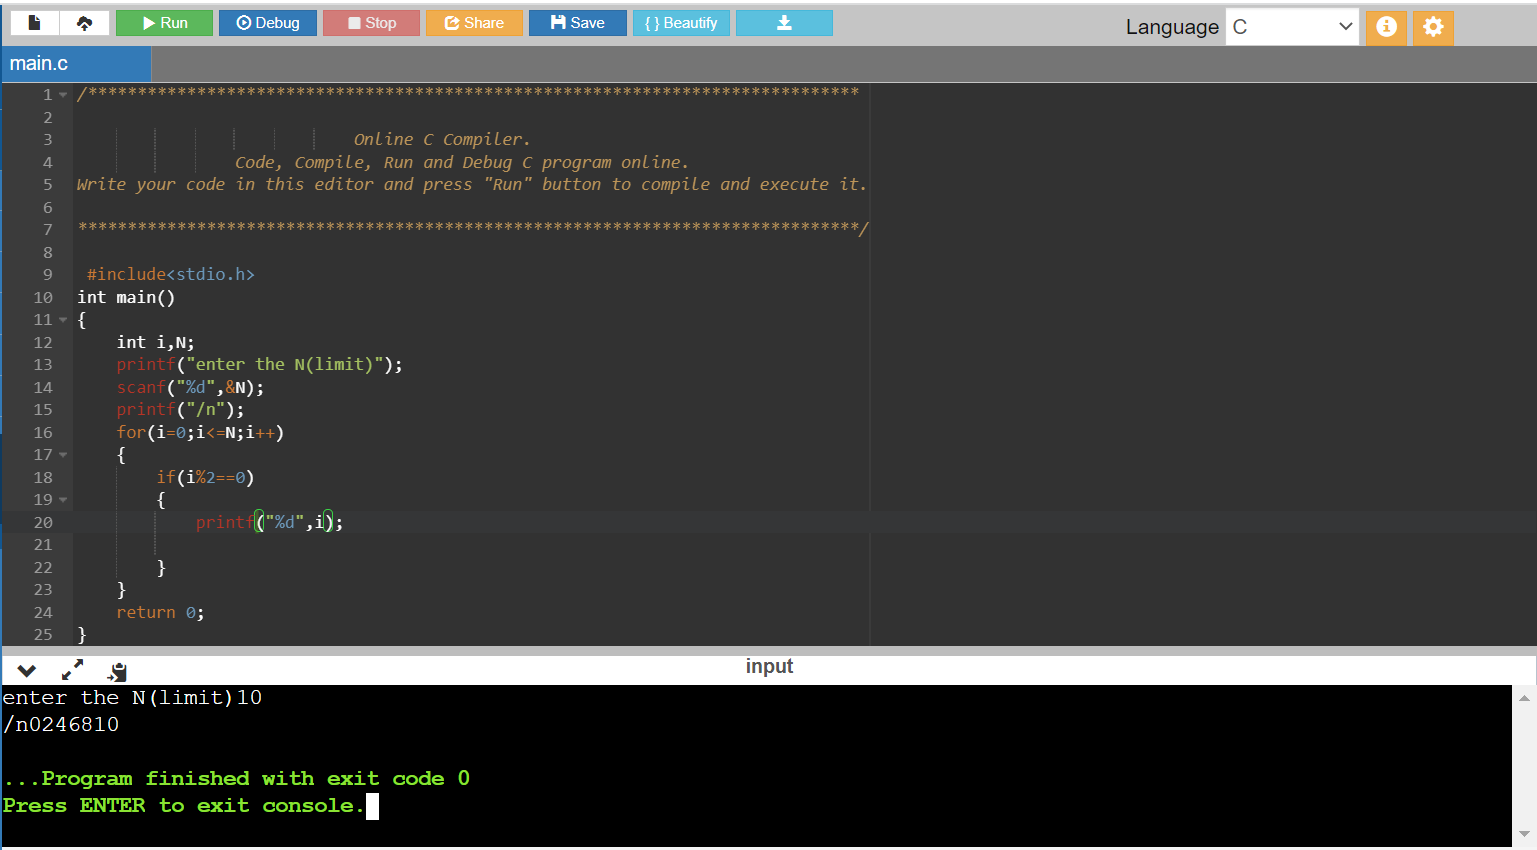 Run Debug Stop Share Save { } Beautify Language C
main.c
1 /******************************************************************************
2
3 Online C Compiler.
4 Code, Compile, Run and Debug C program online.
5 Write your code in this editor and press "Run" button to compile and execute it.
6
7 *******************************************************************************/
8
9 #include<stdio.h>
10 int main()
11 {
12 int i,N;
13 printf("enter the N(limit)");
14 scanf("%d",&N);
15 printf("/n");
16 for(i=0;i<=N;i++)
17 {
18 if(i%2==0)
19 {
20 printf("%d",i);
21
22 }
23 }
24 return 0;
25 }
input
enter the N(limit)10
/n0246810
...Program finished with exit code 0
Press ENTER to exit console.